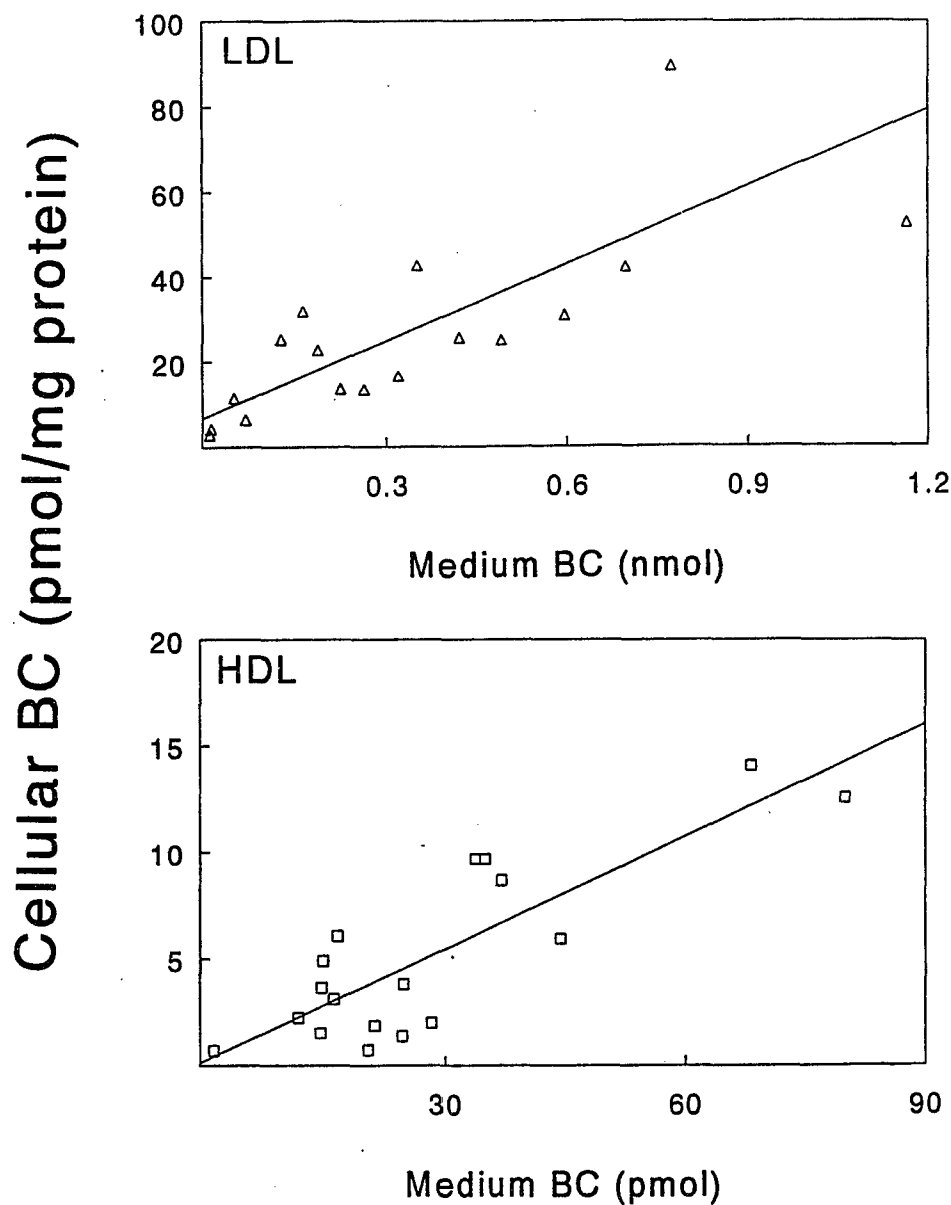 Cellular BC (pmol/mg protein)
LDL
100
80
60
40
20
0.3 0.6 0.9 1.2
Medium BC (nmol)
HDL
20
15
10
5
30 60 90
Medium BC (pmol)